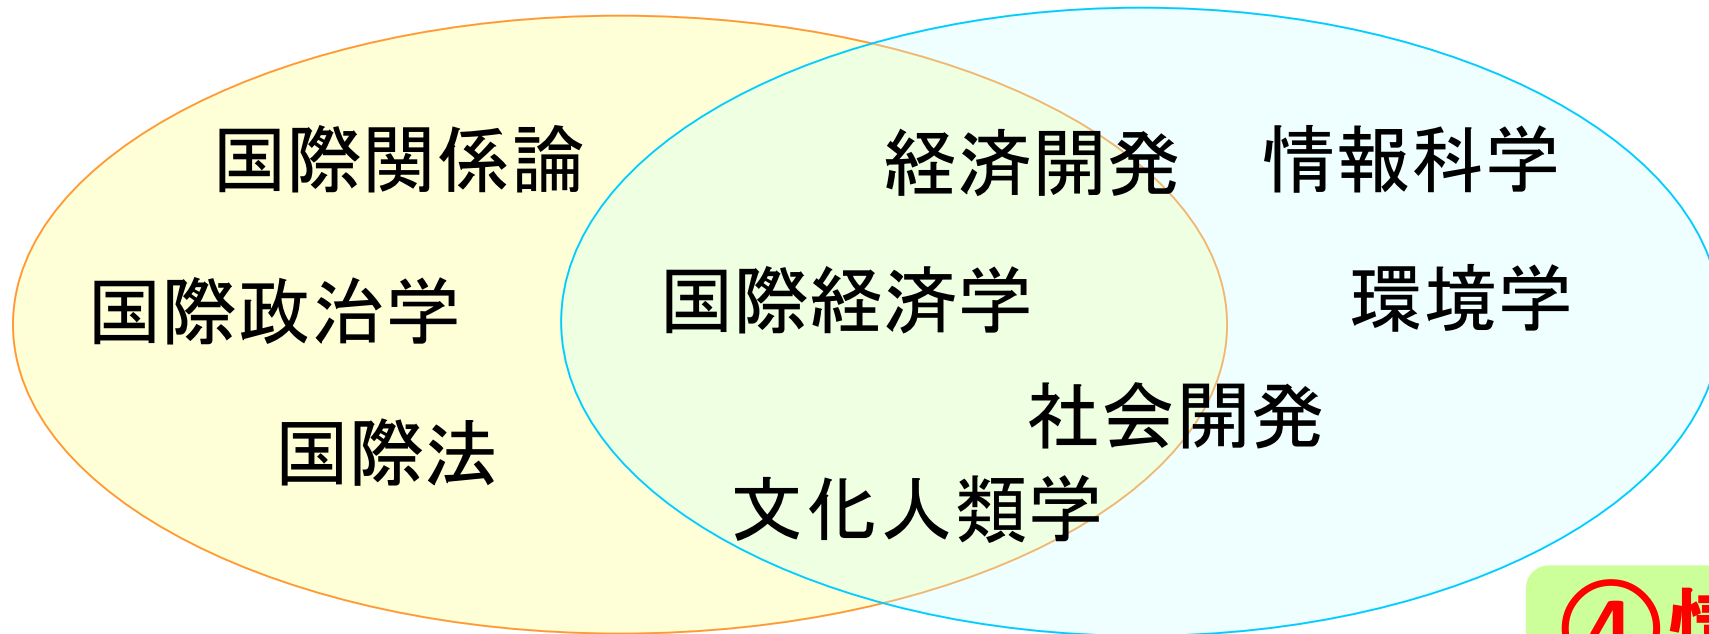 国際関係論
経済開発
情報科学
国際政治学
国際経済学
環境学
国際法
社会開発
文化人類学
④情